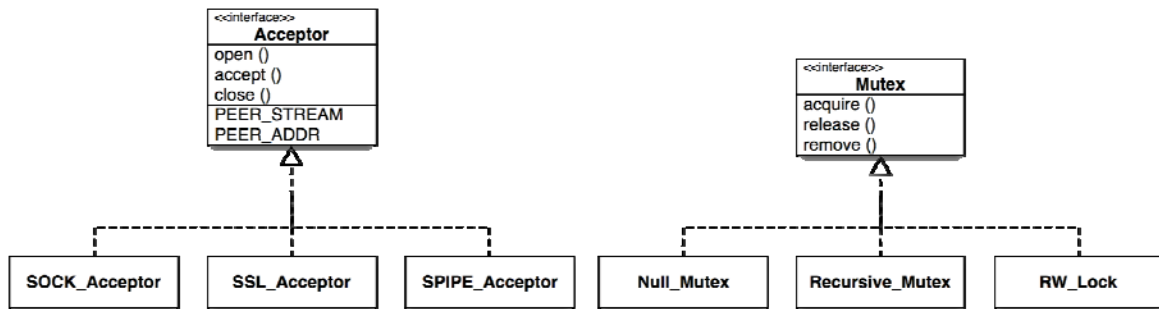 <<interface>>
Acceptor
open ()
accept ()
close ()
PEER_STREAM
PEER_ADDR
SOCK_Acceptor
SSL_Acceptor
SPIPE_Acceptor
<<interface>>
Mutex
acquire ()
release ()
remove ()
Null_Mutex
Recursive_Mutex
RW_Lock